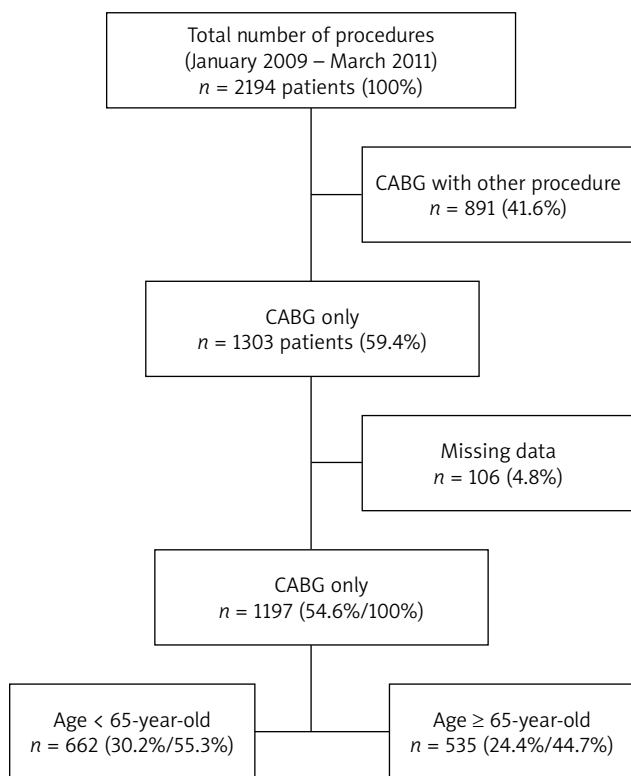 Total number of procedures
(January 2009 – March 2011)
n = 2194 patients (100%)
CABG with other procedure
n = 891 (41.6%)
CABG only
n = 1303 patients (59.4%)
Missing data
n = 106 (4.8%)
CABG only
n = 1197 (54.6%/100%)
Age < 65-year-old
n = 662 (30.2%/55.3%)
Age ≥ 65-year-old
n = 535 (24.4%/44.7%)